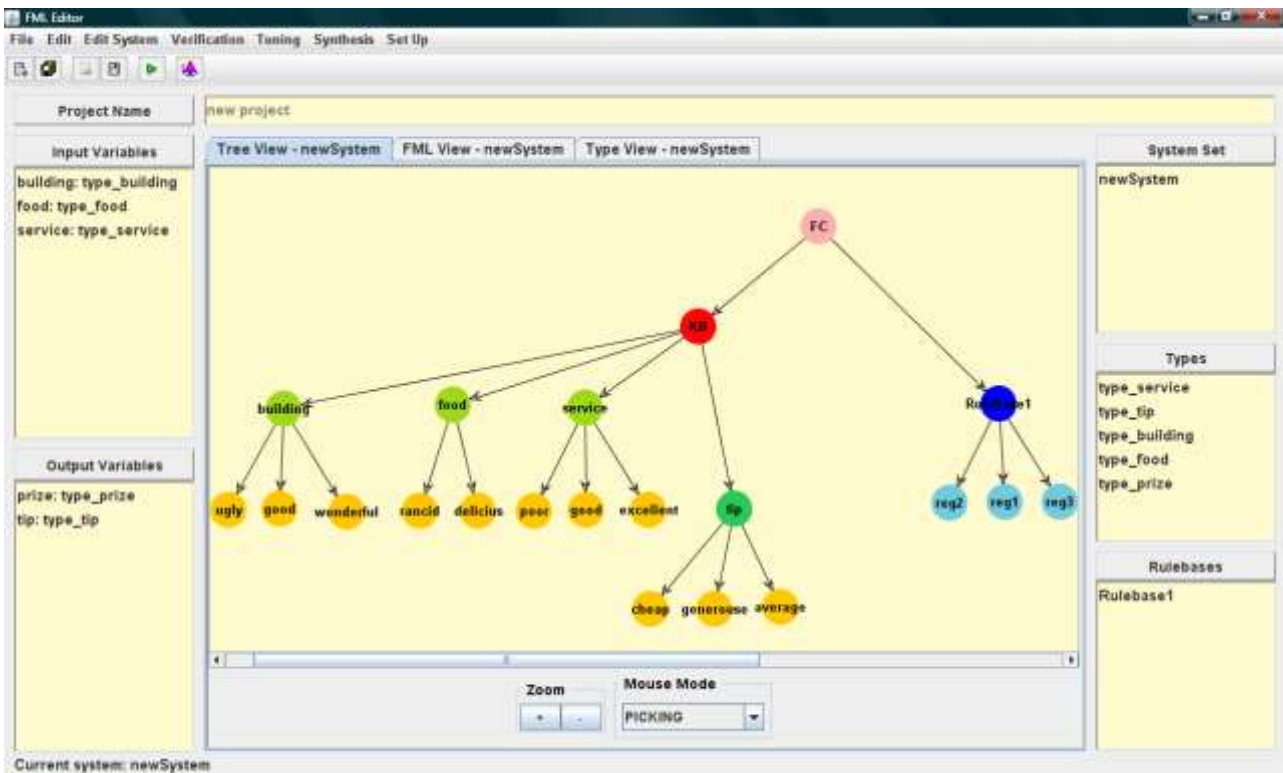 FML Editor
File Edit Edit System Verification Tuning Synthesis Set Up
Project Name
new project
Input Variables
building: type_building
food: type_food
service: type_service
Output Variables
prize: type_prize
tip: type_tip
Tree View - newSystem FML View - newSystem Type View - newSystem
FC
KB
building food service Rulebase1
ugly good wonderful rancid delicius poor good excellent tip reg2 reg1 reg3
cheap generouse average
Zoom
+ -
Mouse Mode
PICKING
System Set
newSystem
Types
type_service
type_tip
type_building
type_food
type_prize
Rulebases
Rulebase1
Current system: newSystem